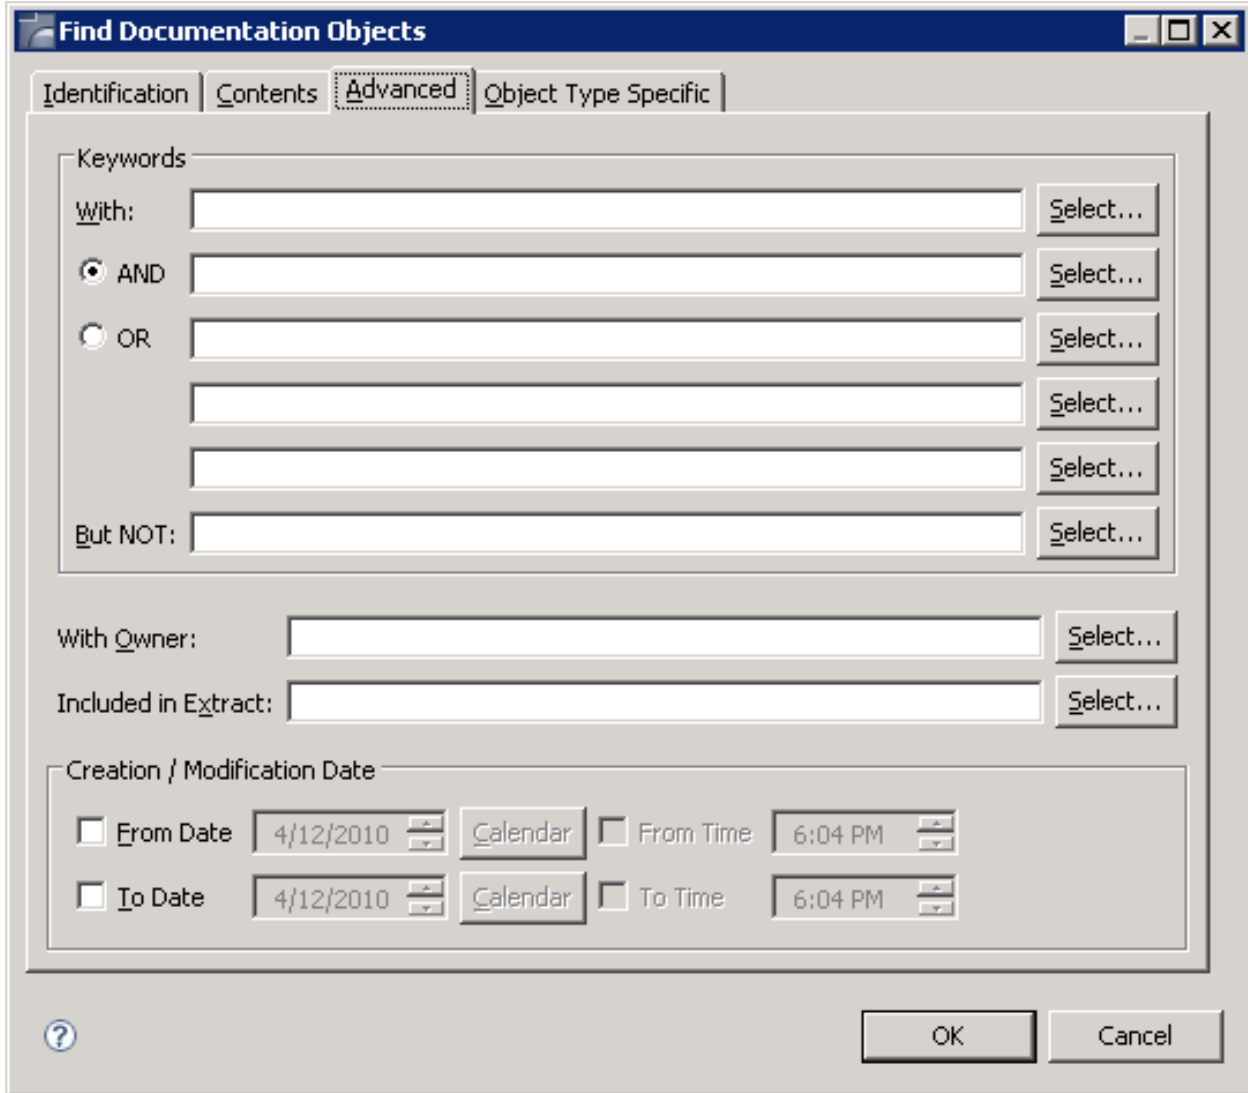 Find Documentation Objects
Identification Contents Advanced Object Type Specific
Keywords
With: Select...
AND Select...
OR Select...
Select...
Select...
But NOT: Select...
With Owner: Select...
Included in Extract: Select...
Creation / Modification Date
From Date 4/12/2010 Calendar From Time 6:04 PM
To Date 4/12/2010 Calendar To Time 6:04 PM
? OK Cancel